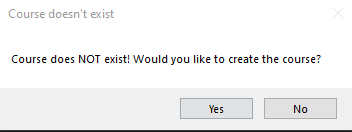 Course doesn't exist
Course does NOT exist! Would you like to create the course?
Yes No